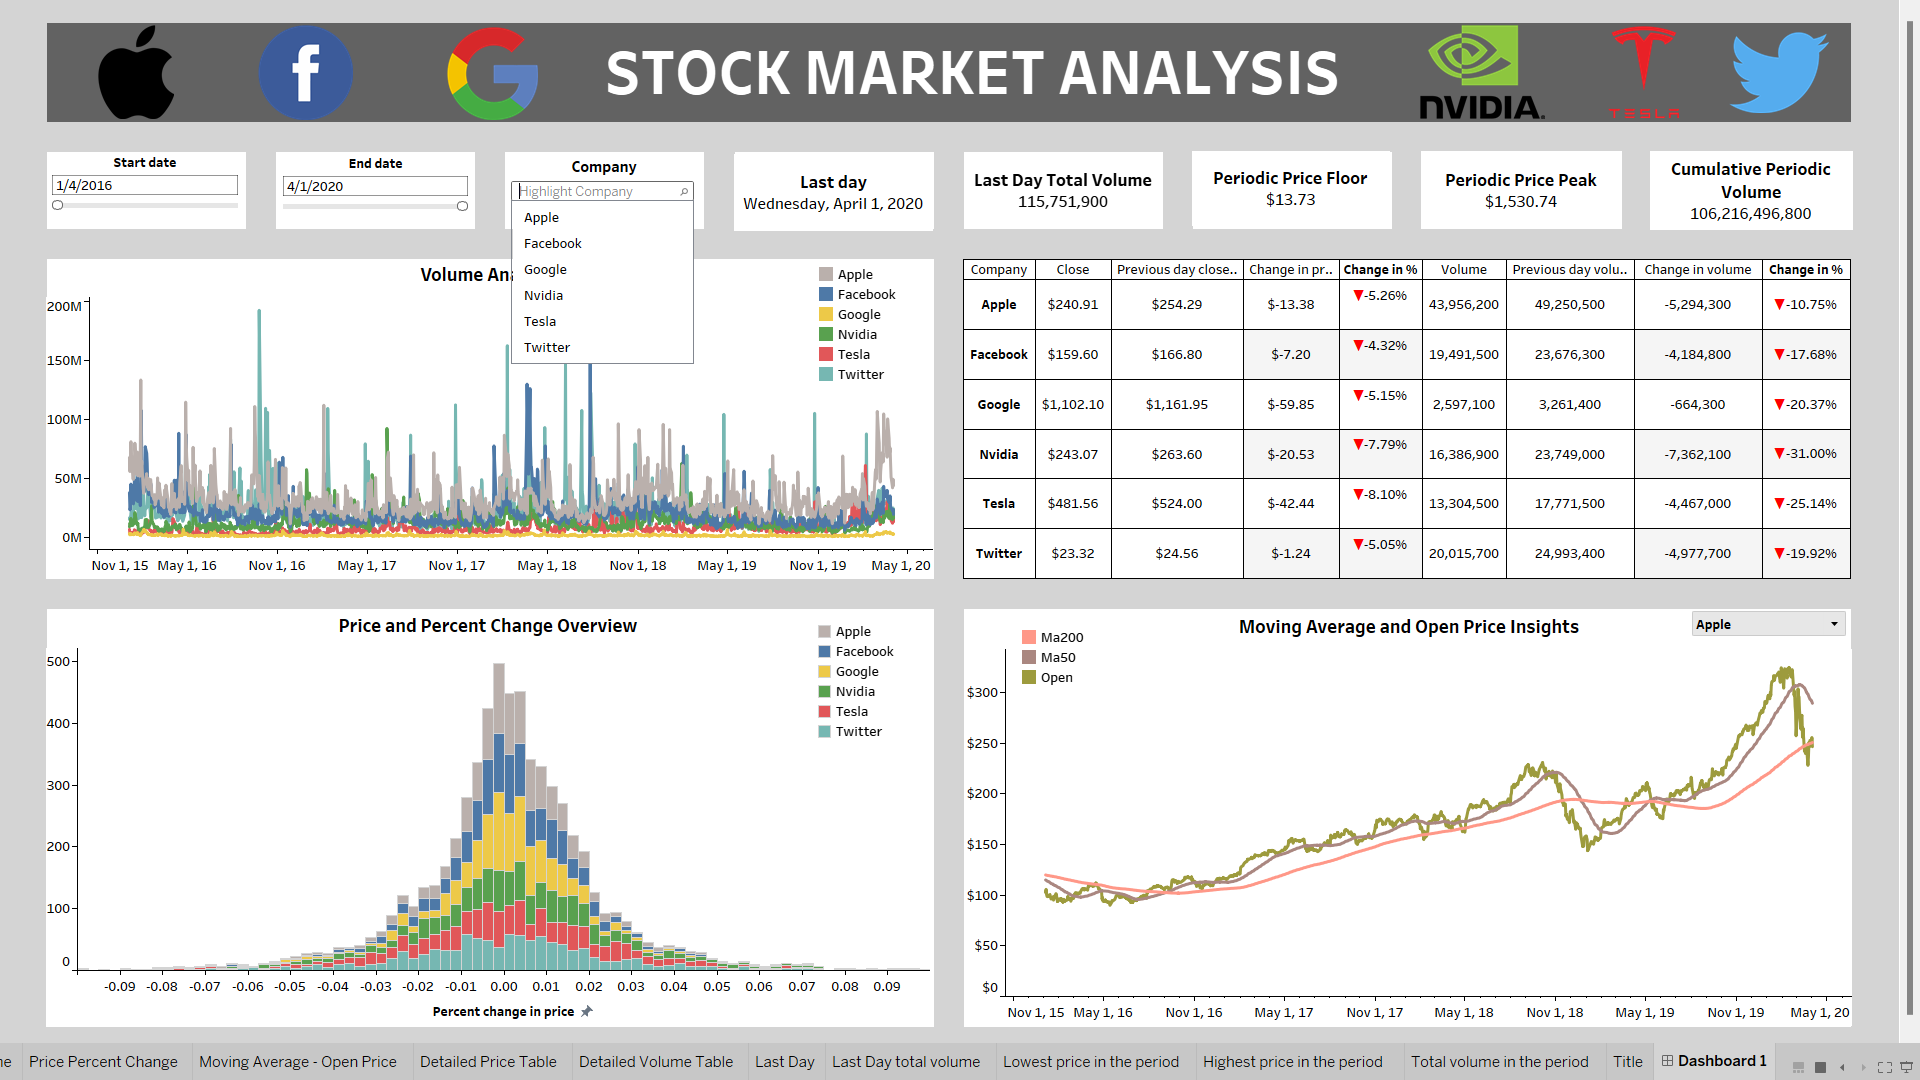 STOCK MARKET ANALYSIS
f
NVIDIA.
TESLA
Start date
1/4/2016
End date
4/1/2020
Company
Highlight Company
Apple
Facebook
Google
Nvidia
Tesla
Twitter
Last day
Wednesday, April 1, 2020
Last Day Total Volume
115,751,900
Periodic Price Floor
$13.73
Periodic Price Peak
$1,530.74
Cumulative Periodic
Volume
106,216,496,800
Volume An
Apple
Facebook
Google
Nvidia
Tesla
Twitter
200M
150M
100M
50M
0M
Nov 1, 15 May 1, 16 Nov 1, 16 May 1, 17 Nov 1, 17 May 1, 18 Nov 1, 18 May 1, 19 Nov 1, 19 May 1, 20
Company Close Previous day close.. Change in pr.. Change in % Volume Previous day volu.. Change in volume Change in %
Apple $240.91 $254.29 $-13.38 ▼-5.26% 43,956,200 49,250,500 -5,294,300 ▼-10.75%
Facebook $159.60 $166.80 $-7.20 ▼-4.32% 19,491,500 23,676,300 -4,184,800 ▼-17.68%
Google $1,102.10 $1,161.95 $-59.85 ▼-5.15% 2,597,100 3,261,400 -664,300 ▼-20.37%
Nvidia $243.07 $263.60 $-20.53 ▼-7.79% 16,386,900 23,749,000 -7,362,100 ▼-31.00%
Tesla $481.56 $524.00 $-42.44 ▼-8.10% 13,304,500 17,771,500 -4,467,000 ▼-25.14%
Twitter $23.32 $24.56 $-1.24 ▼-5.05% 20,015,700 24,993,400 -4,977,700 ▼-19.92%
Price and Percent Change Overview
Apple
Facebook
Google
Nvidia
Tesla
Twitter
500
400
300
200
100
0
-0.09 -0.08 -0.07 -0.06 -0.05 -0.04 -0.03 -0.02 -0.01 0.00 0.01 0.02 0.03 0.04 0.05 0.06 0.07 0.08 0.09
Percent change in price
Moving Average and Open Price Insights
Apple
Ma200
Ma50
Open
$300
$250
$200
$150
$100
$50
$0
Nov 1, 15 May 1, 16 Nov 1, 16 May 1, 17 Nov 1, 17 May 1, 18 Nov 1, 18 May 1, 19 Nov 1, 19 May 1, 20
ne Price Percent Change Moving Average - Open Price Detailed Price Table Detailed Volume Table Last Day Last Day total volume Lowest price in the period Highest price in the period Total volume in the period Title Dashboard 1